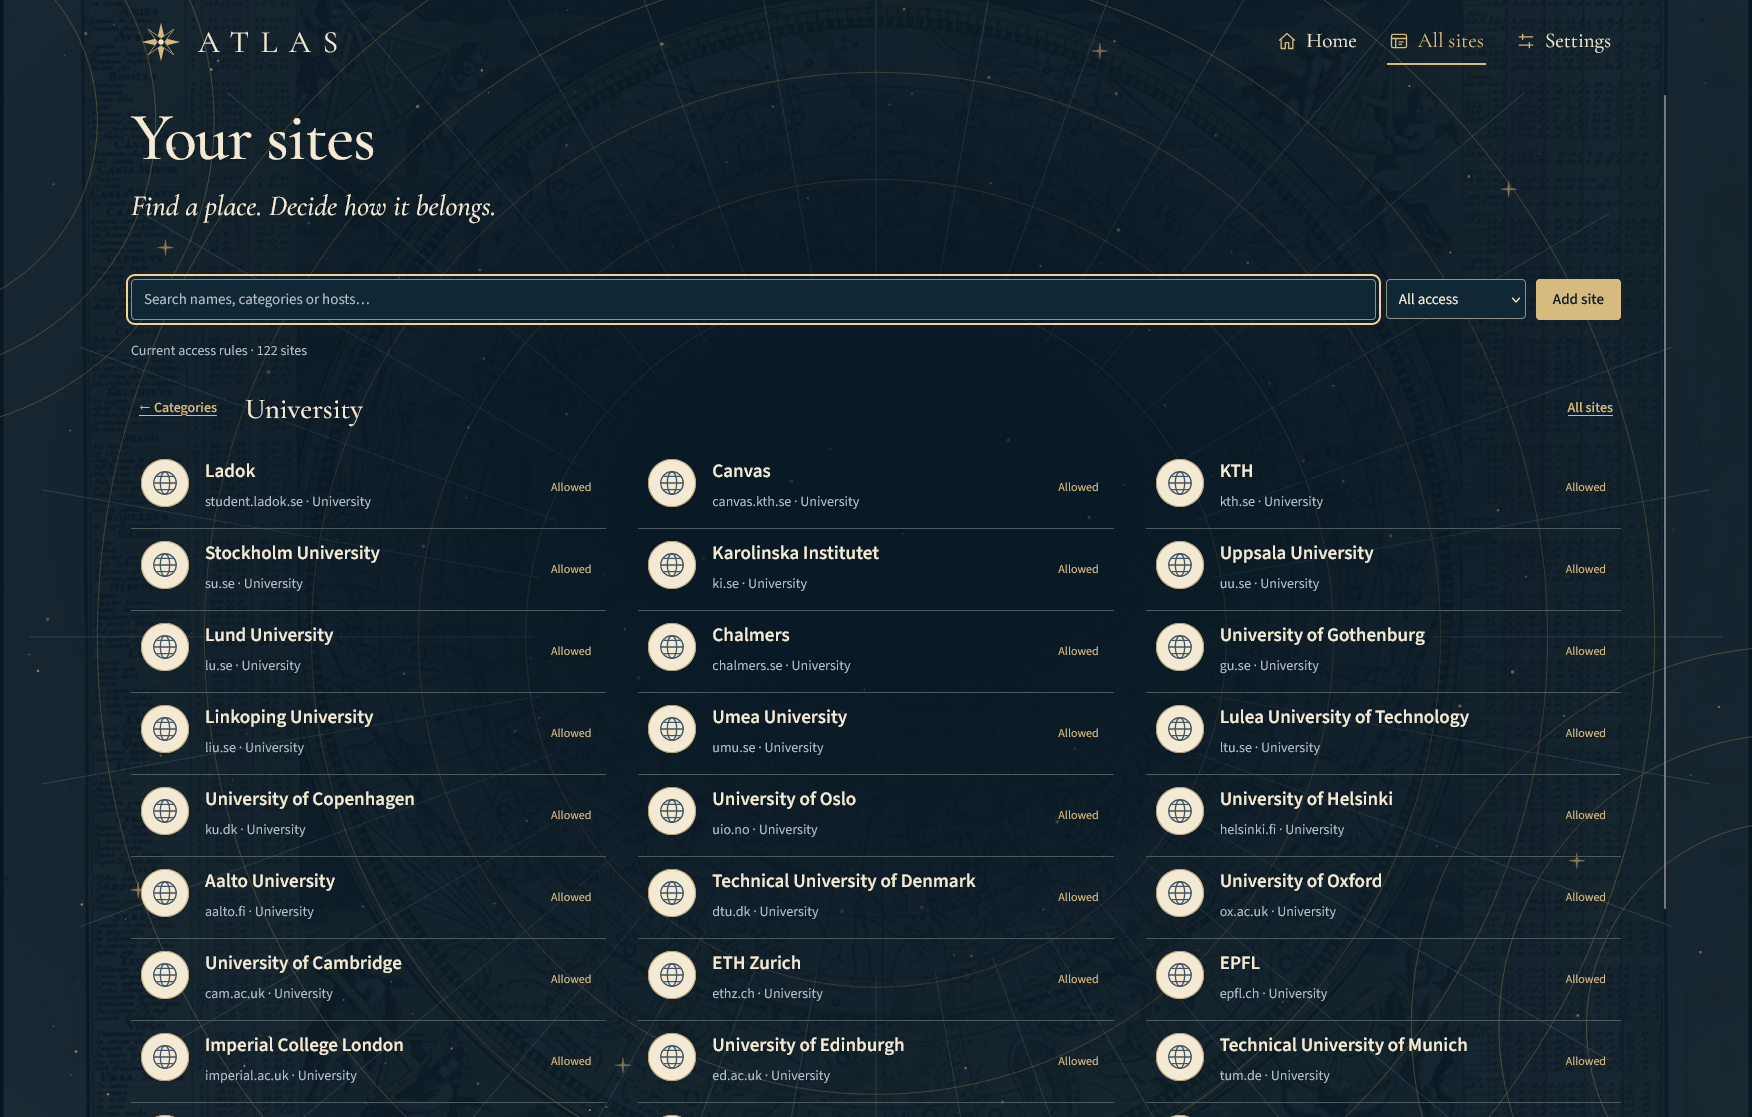 ATLAS
Home
All sites
Settings
Your sites
Find a place. Decide how it belongs.
Search names, categories or hosts…
All access
Add site
Current access rules · 122 sites
← Categories
University
All sites
Ladok
student.ladok.se · University
Allowed
Canvas
canvas.kth.se · University
Allowed
KTH
kth.se · University
Allowed
Stockholm University
su.se · University
Allowed
Karolinska Institutet
ki.se · University
Allowed
Uppsala University
uu.se · University
Allowed
Lund University
lu.se · University
Allowed
Chalmers
chalmers.se · University
Allowed
University of Gothenburg
gu.se · University
Allowed
Linkoping University
liu.se · University
Allowed
Umea University
umu.se · University
Allowed
Lulea University of Technology
ltu.se · University
Allowed
University of Copenhagen
ku.dk · University
Allowed
University of Oslo
uio.no · University
Allowed
University of Helsinki
helsinki.fi · University
Allowed
Aalto University
aalto.fi · University
Allowed
Technical University of Denmark
dtu.dk · University
Allowed
University of Oxford
ox.ac.uk · University
Allowed
University of Cambridge
cam.ac.uk · University
Allowed
ETH Zurich
ethz.ch · University
Allowed
EPFL
epfl.ch · University
Allowed
Imperial College London
imperial.ac.uk · University
Allowed
University of Edinburgh
ed.ac.uk · University
Allowed
Technical University of Munich
tum.de · University
Allowed